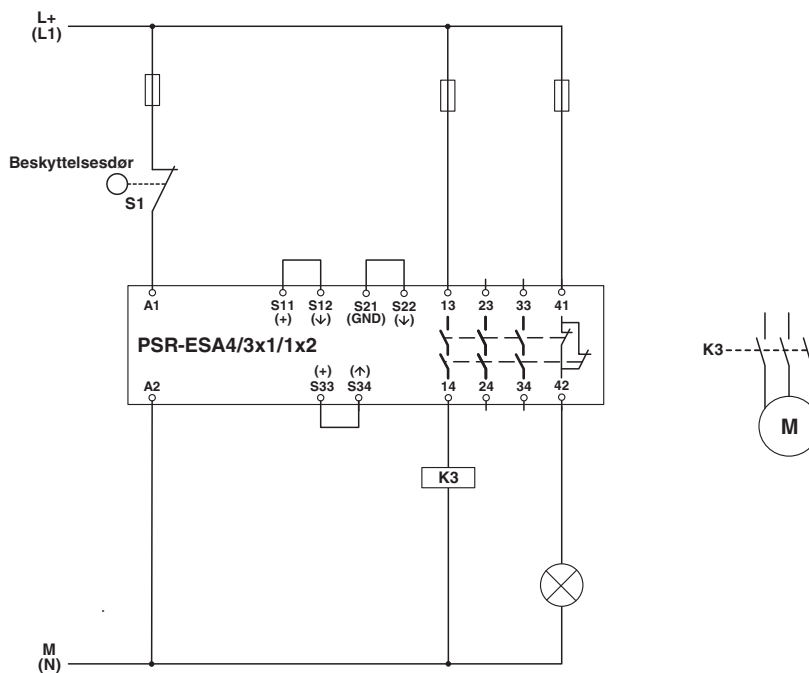 L+
(L1)
Beskyttelsesdør
S1
A1
S11
(+)
S12
(↓)
S21
(GND)
S22
(↓)
13
23
33
41
PSR-ESA4/3x1/1x2
A2
(+)
S33
(↑)
S34
14
24
34
42
K3
K3
M
M
(N)